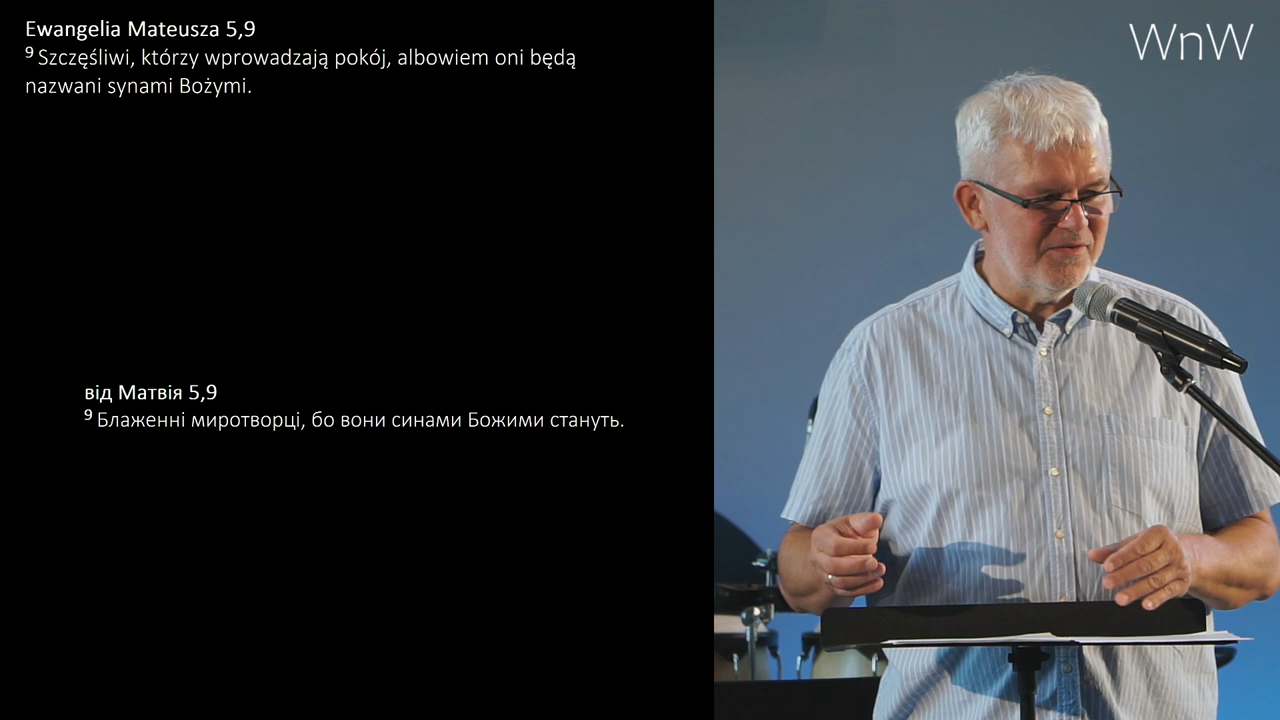 Ewangelia Mateusza 5,9
9 Szczęśliwi, którzy wprowadzają pokój, albowiem oni będą
nazwani synami Bożymi.
WnW
від Матвія 5,9
9 Блаженні миротворці, бо вони синами Божими стануть.